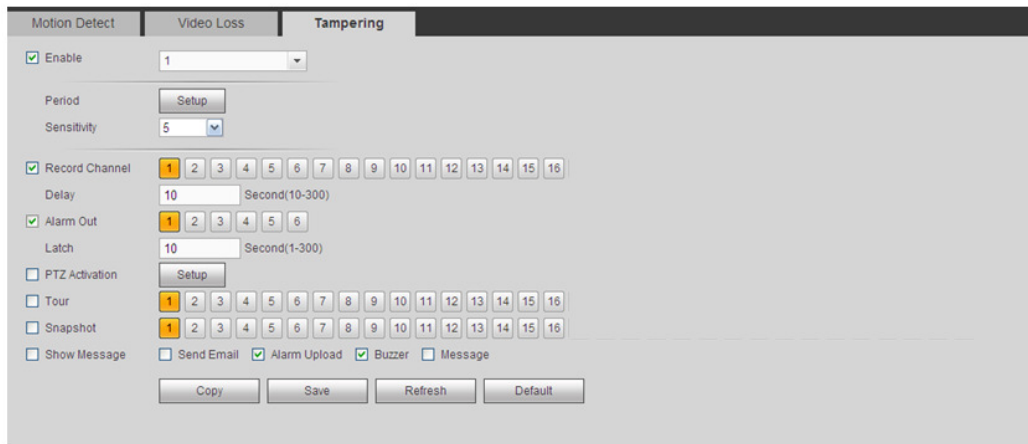 Motion Detect Video Loss Tampering
Enable 1
Period Setup
Sensitivity 5
Record Channel 1 2 3 4 5 6 7 8 9 10 11 12 13 14 15 16
Delay 10 Second(10-300)
Alarm Out 1 2 3 4 5 6
Latch 10 Second(1-300)
PTZ Activation Setup
Tour 1 2 3 4 5 6 7 8 9 10 11 12 13 14 15 16
Snapshot 1 2 3 4 5 6 7 8 9 10 11 12 13 14 15 16
Show Message Send Email Alarm Upload Buzzer Message
Copy Save Refresh Default